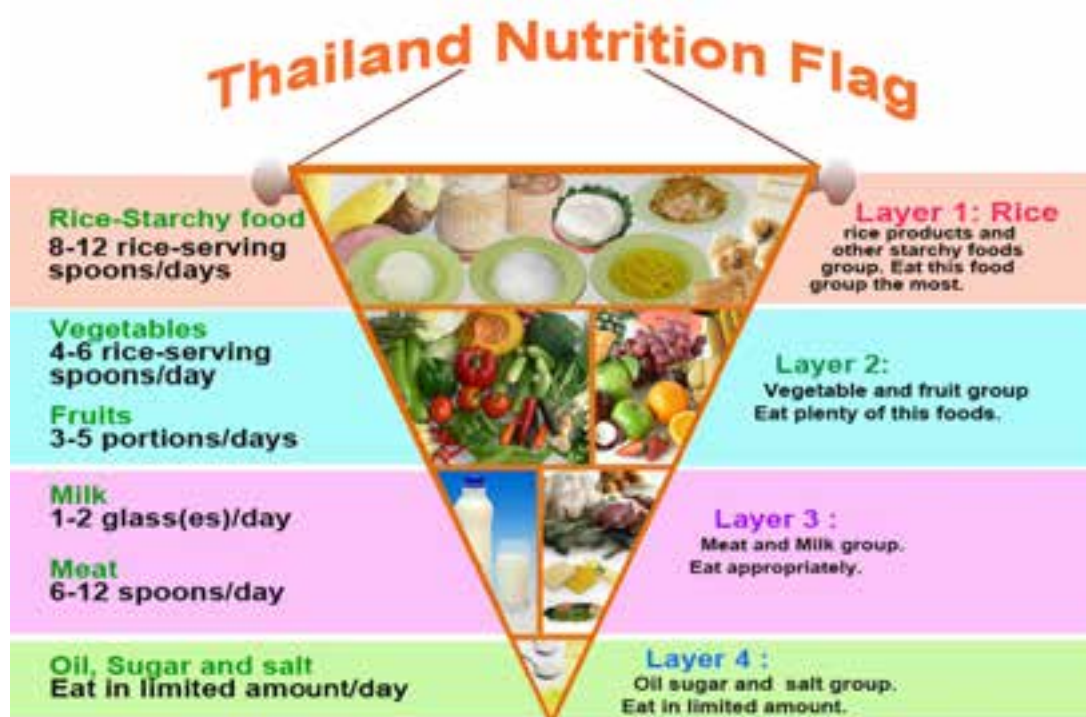 Thailand Nutrition Flag
Rice-Starchy food
8-12 rice-serving
spoons/days
Layer 1: Rice
rice products and
other starchy foods
group. Eat this food
group the most.
Vegetables
4-6 rice-serving
spoons/day
Fruits
3-5 portions/days
Layer 2:
Vegetable and fruit group
Eat plenty of this foods.
Milk
1-2 glass(es)/day
Meat
6-12 spoons/day
Layer 3 :
Meat and Milk group.
Eat appropriately.
Oil, Sugar and salt
Eat in limited amount/day
Layer 4 :
Oil sugar and salt group.
Eat in limited amount.